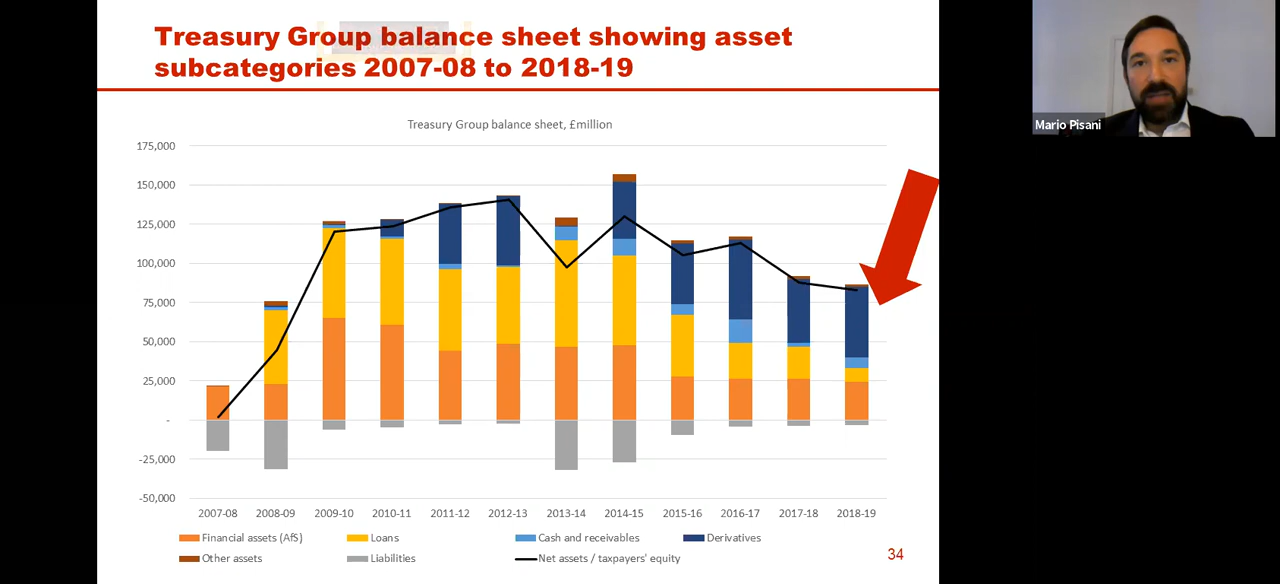 Treasury Group balance sheet showing asset
subcategories 2007-08 to 2018-19
Mario Pisani
Treasury Group balance sheet, £million
175,000
150,000
125,000
100,000
75,000
50,000
25,000
-
-25,000
-50,000
2007-08 2008-09 2009-10 2010-11 2011-12 2012-13 2013-14 2014-15 2015-16 2016-17 2017-18 2018-19
Financial assets (AfS) Loans Cash and receivables Derivatives
Other assets Liabilities Net assets / taxpayers' equity
34